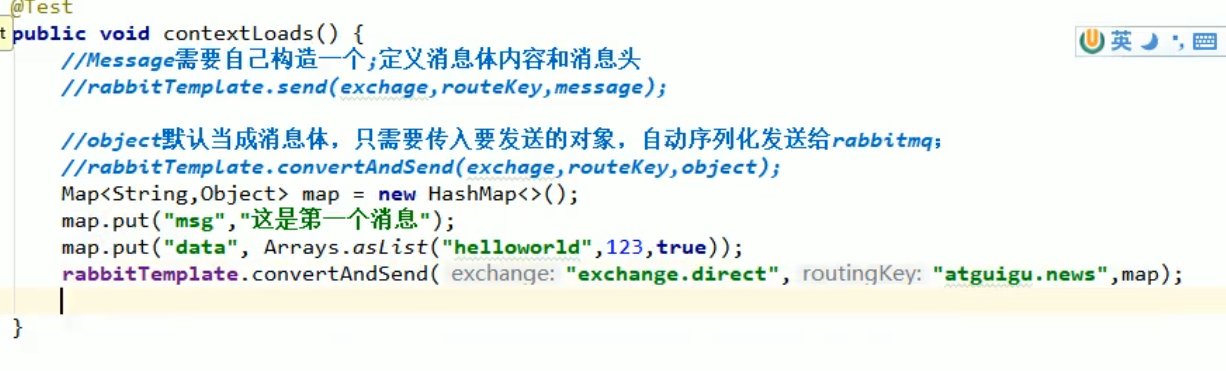 @Test
public void contextLoads() {
//Message需要自己构造一个;定义消息体内容和消息头
//rabbitTemplate.send(exchage,routeKey,message);
//object默认当成消息体，只需要传入要发送的对象，自动序列化发送给rabbitmq；
//rabbitTemplate.convertAndSend(exchage,routeKey,object);
Map<String,Object> map = new HashMap<>();
map.put("msg","这是第一个消息");
map.put("data", Arrays.asList("helloworld",123,true));
rabbitTemplate.convertAndSend( exchange: "exchange.direct", routingKey: "atguigu.news",map);
}
t
英